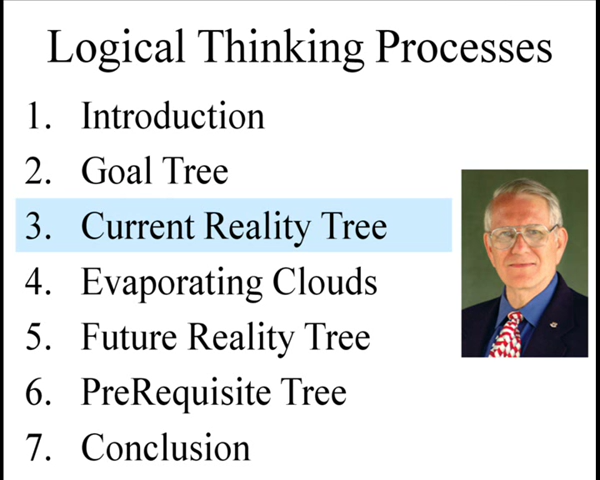 Logical Thinking Processes
1. Introduction
2. Goal Tree
3. Current Reality Tree
4. Evaporating Clouds
5. Future Reality Tree
6. PreRequisite Tree
7. Conclusion